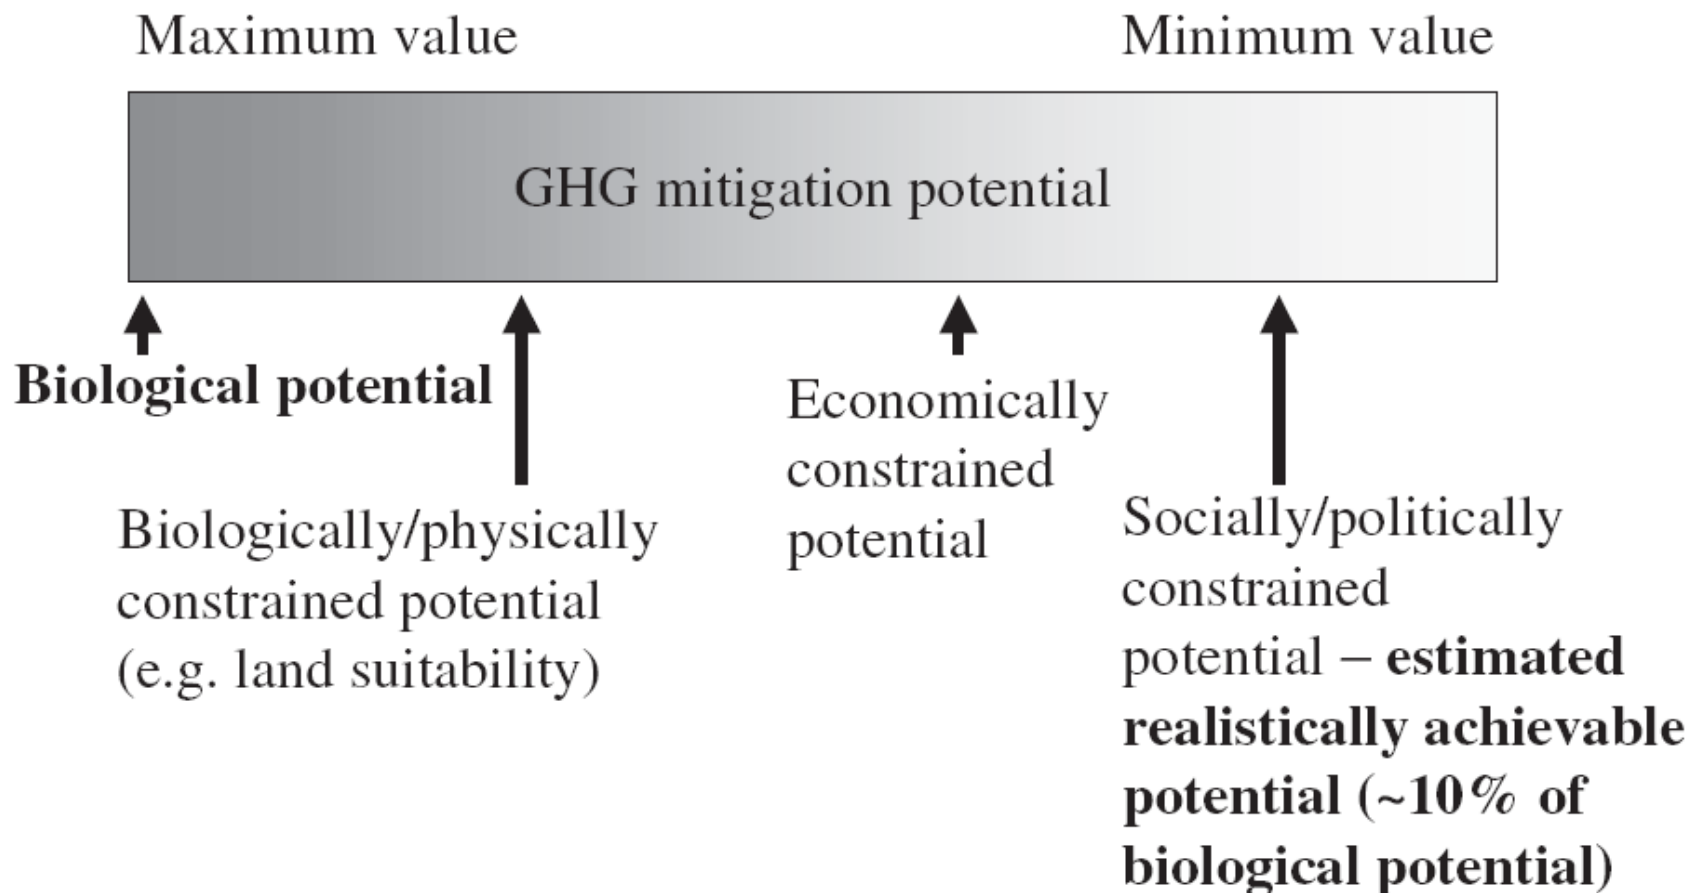 Maximum value
Minimum value
GHG mitigation potential
Biological potential
Biologically/physically
constrained potential
(e.g. land suitability)
Economically
constrained
potential
Socially/politically
constrained
potential – estimated
realistically achievable
potential (~10% of
biological potential)